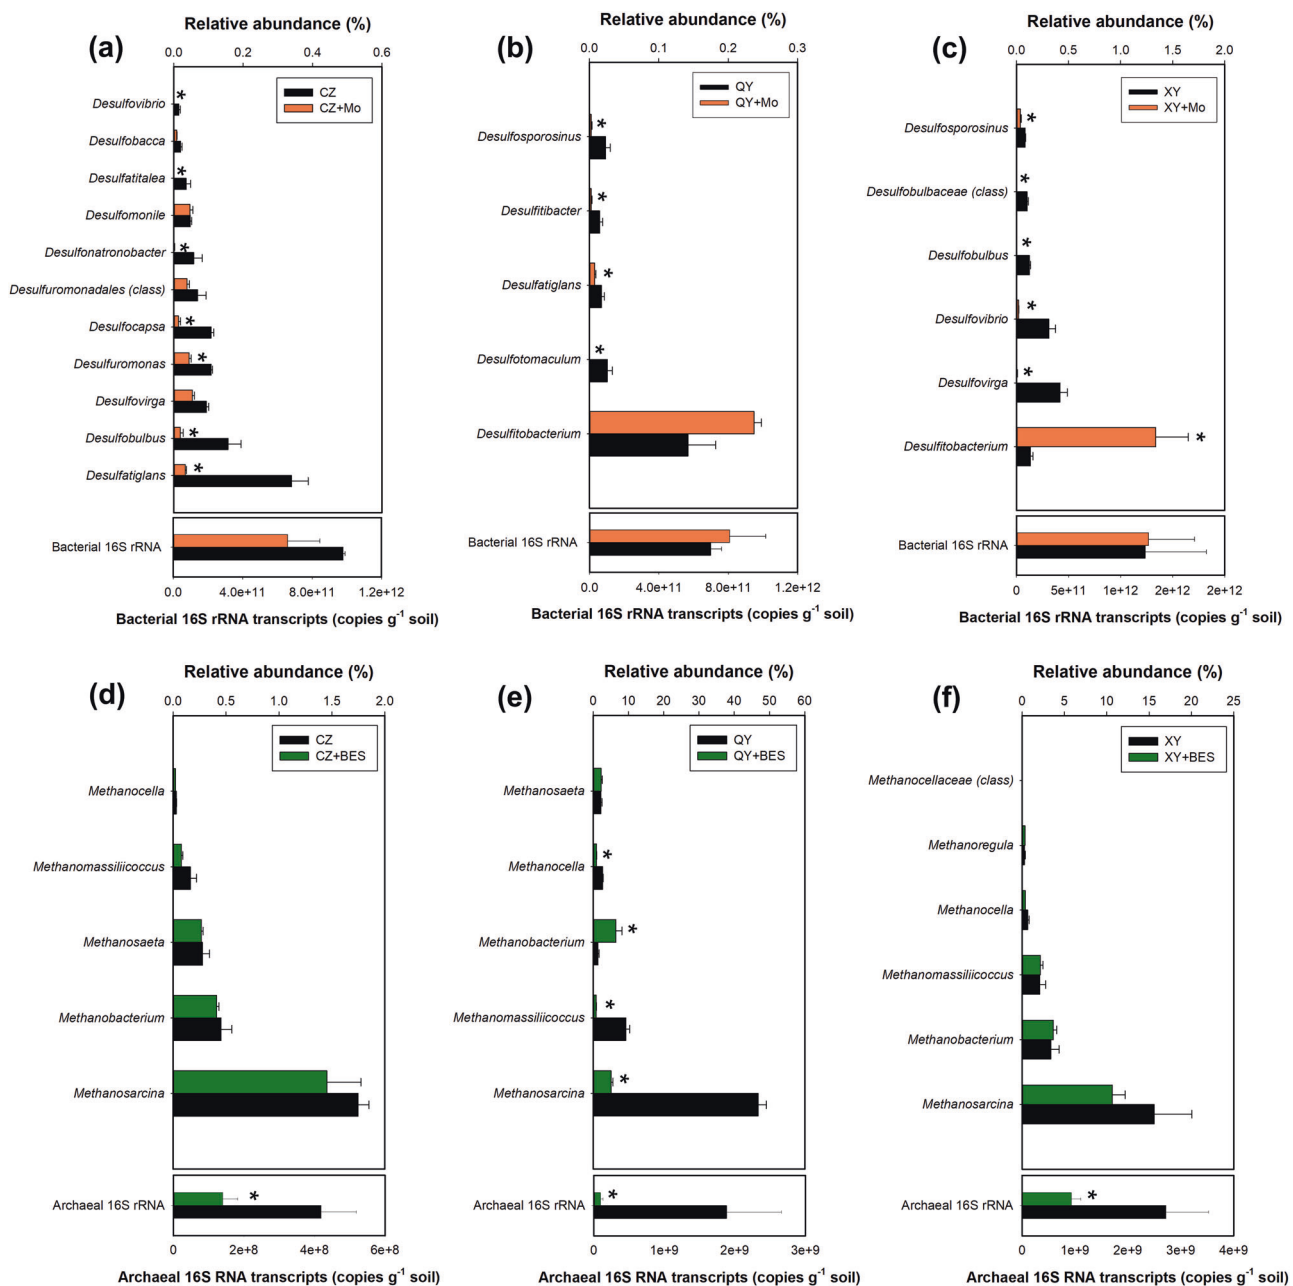 (a)
Relative abundance (%)
0.0 0.2 0.4 0.6
CZ
CZ+Mo
Desulfovibrio *
Desulfobacca
Desulfatitalea *
Desulfomonile
Desulfonatronobacter *
Desulfuromonadales (class)
Desulfocapsa *
Desulfuromonas *
Desulfovirga
Desulfobulbus *
Desulfatiglans *
Bacterial 16S rRNA
0.0 4.0e+11 8.0e+11 1.2e+12
Bacterial 16S rRNA transcripts (copies g⁻¹ soil)
(b)
Relative abundance (%)
0.0 0.1 0.2 0.3
QY
QY+Mo
Desulfosporosinus *
Desulfitibacter *
Desulfatiglans *
Desulfotomaculum *
Desulfitobacterium
Bacterial 16S rRNA
0.0 4.0e+11 8.0e+11 1.2e+12
Bacterial 16S rRNA transcripts (copies g⁻¹ soil)
(c)
Relative abundance (%)
0.0 0.5 1.0 1.5 2.0
XY
XY+Mo
Desulfosporosinus *
Desulfobulbaceae (class) *
Desulfobulbus *
Desulfovibrio *
Desulfovirga *
Desulfitobacterium *
Bacterial 16S rRNA
0.0 5e+11 1e+12 2e+12 2e+12
Bacterial 16S rRNA transcripts (copies g⁻¹ soil)
(d)
Relative abundance (%)
0.0 0.5 1.0 1.5 2.0
CZ
CZ+BES
Methanocella
Methanomassiliicoccus
Methanosaeta
Methanobacterium
Methanosarcina
Archaeal 16S rRNA *
0.0 2e+8 4e+8 6e+8
Archaeal 16S RNA transcripts (copies g⁻¹ soil)
(e)
Relative abundance (%)
0.0 10 20 30 40 50 60
QY
QY+BES
Methanosaeta
Methanocella *
Methanobacterium *
Methanomassiliicoccus *
Methanosarcina *
Archaeal 16S rRNA *
0.0 1e+9 2e+9 3e+9
Archaeal 16S RNA transcripts (copies g⁻¹ soil)
(f)
Relative abundance (%)
0.0 5 10 15 20 25
XY
XY+BES
Methanocellaceae (class)
Methanoregula
Methanocella
Methanomassiliicoccus
Methanobacterium
Methanosarcina
Archaeal 16S rRNA *
0.0 1e+9 2e+9 3e+9 4e+9
Archaeal 16S RNA transcripts (copies g⁻¹ soil)